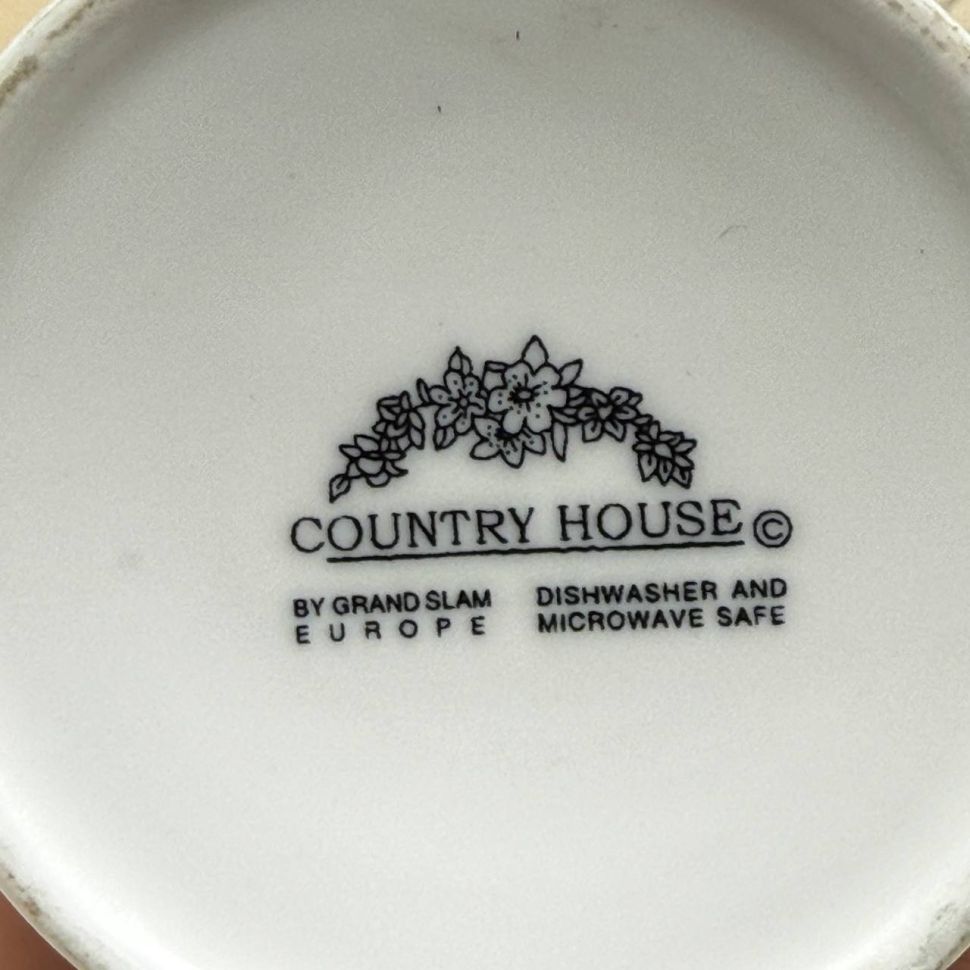 COUNTRY HOUSE ©
BY GRAND SLAM
EUROPE
DISHWASHER AND
MICROWAVE SAFE